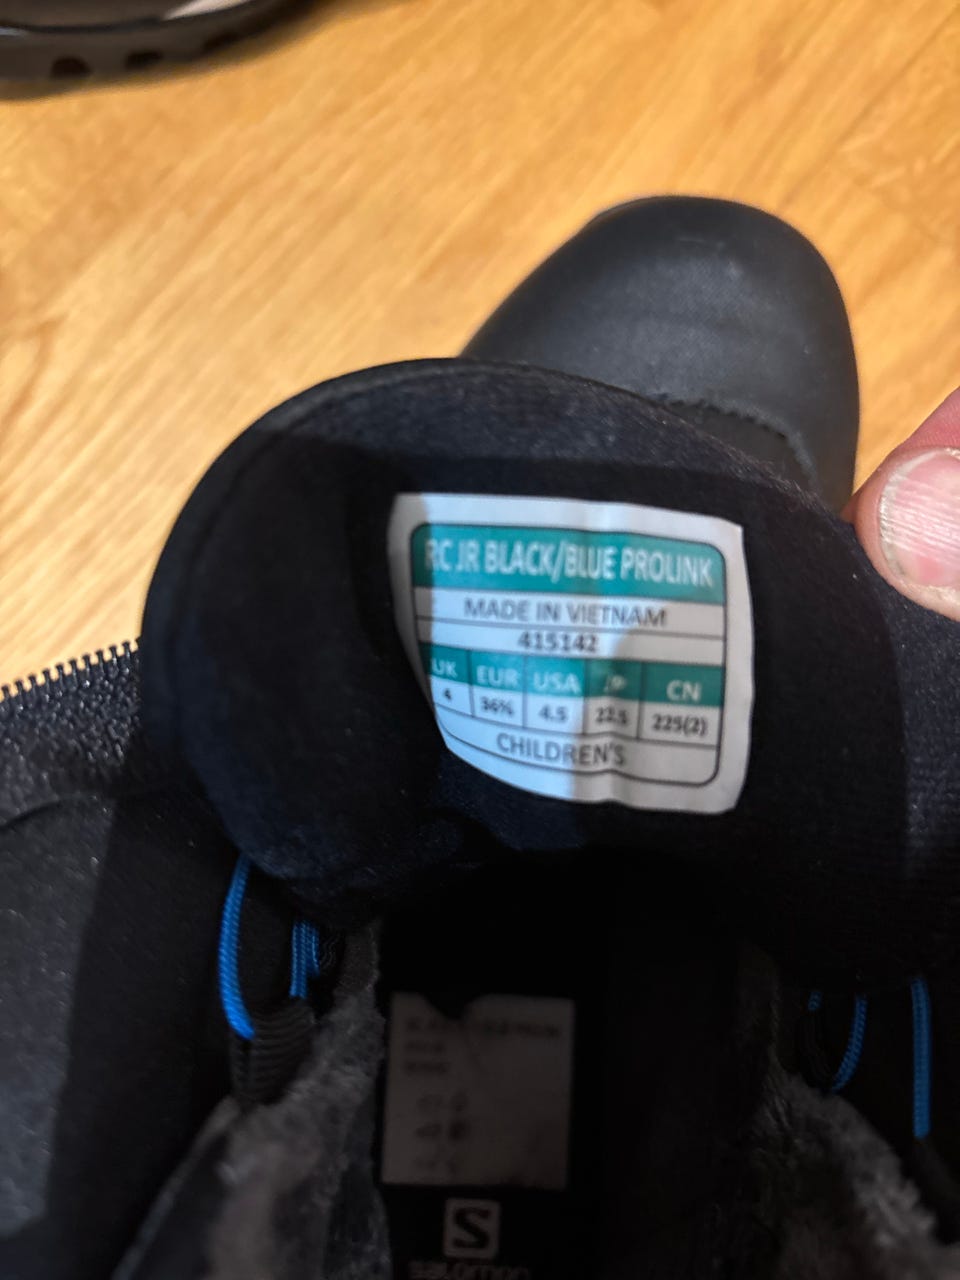 RC JR BLACK/BLUE PROLINK
MADE IN VIETNAM
415142
UK EUR USA JP CN
4 36⅔ 4.5 22.5 225(2)
CHILDREN'S
S
salomon